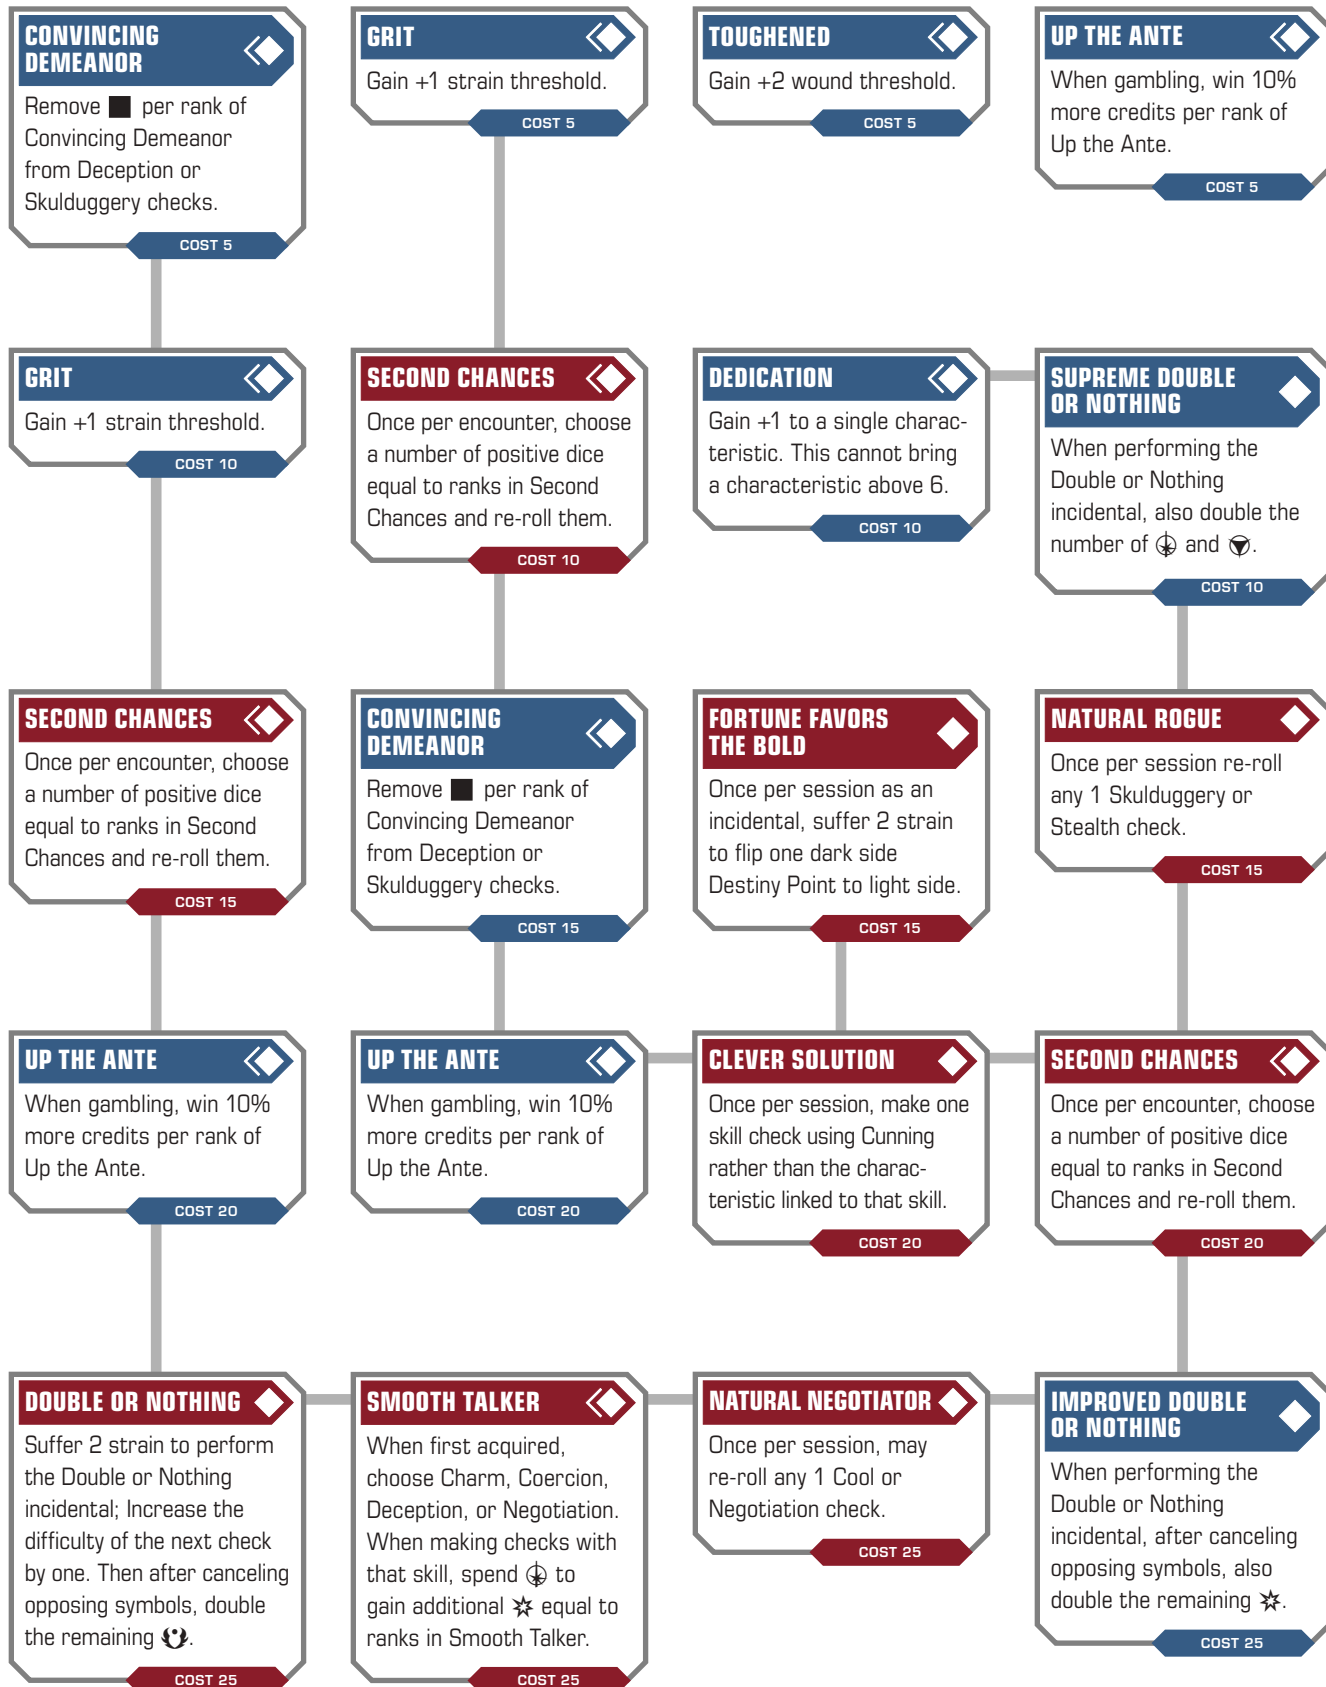 CONVINCING
DEMEANOR
Remove per rank of
Convincing Demeanor
from Deception or
Skulduggery checks.
COST 5
GRIT
Gain +1 strain threshold.
COST 5
TOUGHENED
Gain +2 wound threshold.
COST 5
UP THE ANTE
When gambling, win 10%
more credits per rank of
Up the Ante.
COST 5
GRIT
Gain +1 strain threshold.
COST 10
SECOND CHANCES
Once per encounter, choose
a number of positive dice
equal to ranks in Second
Chances and re-roll them.
COST 10
DEDICATION
Gain +1 to a single charac-
teristic. This cannot bring
a characteristic above 6.
COST 10
SUPREME DOUBLE
OR NOTHING
When performing the
Double or Nothing
incidental, also double the
number of and .
COST 10
SECOND CHANCES
Once per encounter, choose
a number of positive dice
equal to ranks in Second
Chances and re-roll them.
COST 15
CONVINCING
DEMEANOR
Remove per rank of
Convincing Demeanor
from Deception or
Skulduggery checks.
COST 15
FORTUNE FAVORS
THE BOLD
Once per session as an
incidental, suffer 2 strain
to flip one dark side
Destiny Point to light side.
COST 15
NATURAL ROGUE
Once per session re-roll
any 1 Skulduggery or
Stealth check.
COST 15
UP THE ANTE
When gambling, win 10%
more credits per rank of
Up the Ante.
COST 20
UP THE ANTE
When gambling, win 10%
more credits per rank of
Up the Ante.
COST 20
CLEVER SOLUTION
Once per session, make one
skill check using Cunning
rather than the charac-
teristic linked to that skill.
COST 20
SECOND CHANCES
Once per encounter, choose
a number of positive dice
equal to ranks in Second
Chances and re-roll them.
COST 20
DOUBLE OR NOTHING
Suffer 2 strain to perform
the Double or Nothing
incidental; Increase the
difficulty of the next check
by one. Then after canceling
opposing symbols, double
the remaining .
COST 25
SMOOTH TALKER
When first acquired,
choose Charm, Coercion,
Deception, or Negotiation.
When making checks with
that skill, spend to
gain additional equal to
ranks in Smooth Talker.
COST 25
NATURAL NEGOTIATOR
Once per session, may
re-roll any 1 Cool or
Negotiation check.
COST 25
IMPROVED DOUBLE
OR NOTHING
When performing the
Double or Nothing
incidental, after canceling
opposing symbols, also
double the remaining .
COST 25